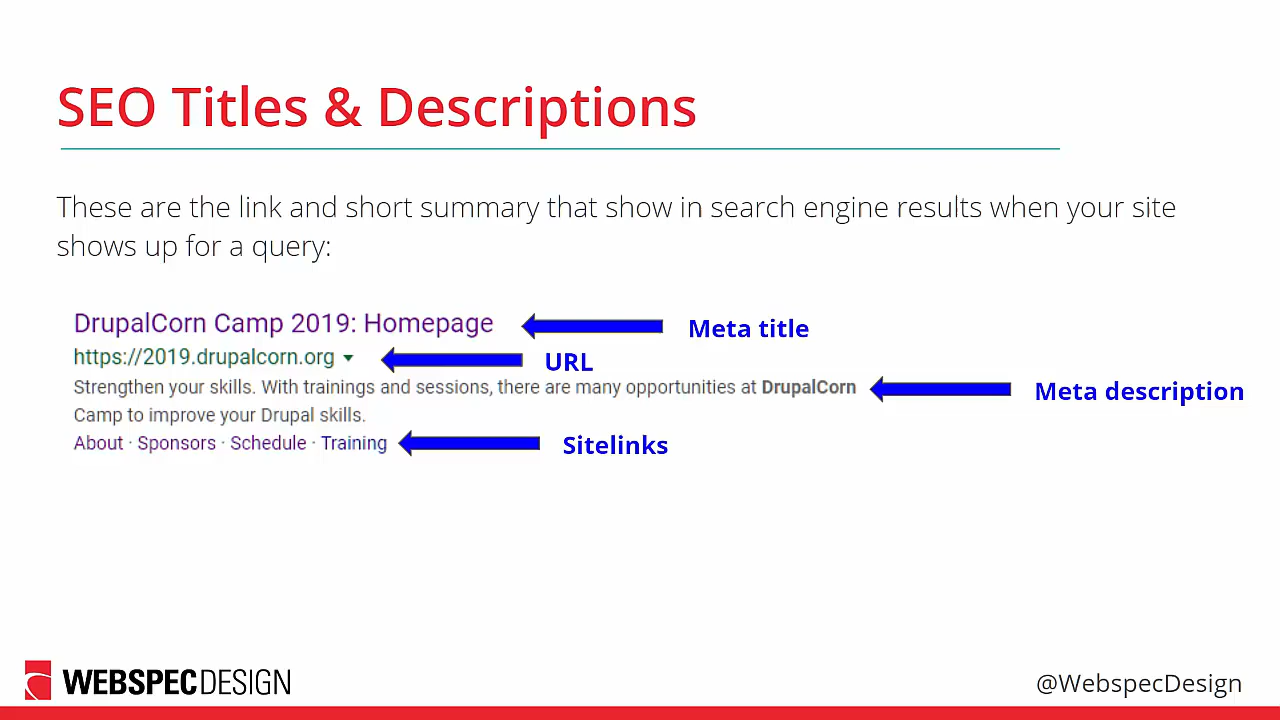 SEO Titles & Descriptions
These are the link and short summary that show in search engine results when your site
shows up for a query:
DrupalCorn Camp 2019: Homepage
Meta title
https://2019.drupalcorn.org
URL
Strengthen your skills. With trainings and sessions, there are many opportunities at DrupalCorn
Meta description
Camp to improve your Drupal skills.
About · Sponsors · Schedule · Training
Sitelinks
WEBSPECDESIGN
@WebspecDesign